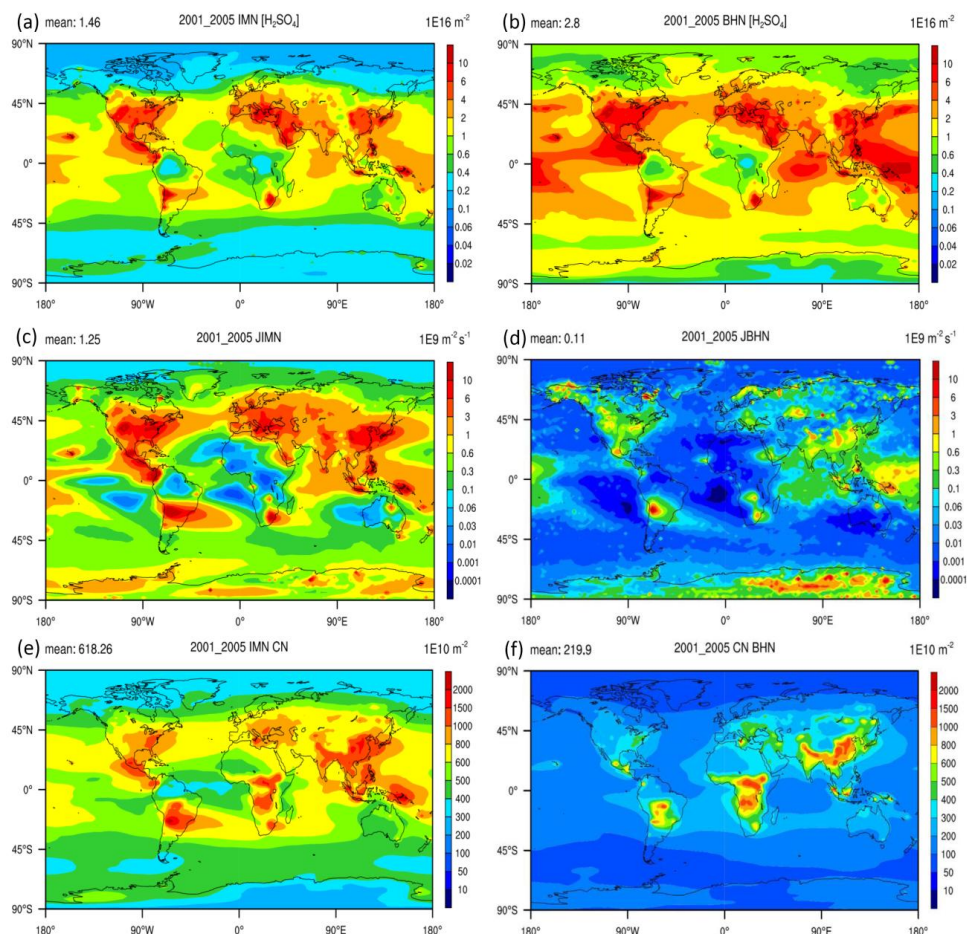 (a) mean: 1.46 2001_2005 IMN [H₂SO₄] 1E16 m⁻²
90°N
45°N
0°
45°S
90°S
180° 90°W 0° 90°E 180°
10
6
4
2
1
0.6
0.4
0.2
0.1
0.06
0.04
0.02
(b) mean: 2.8 2001_2005 BHN [H₂SO₄] 1E16 m⁻²
90°N
45°N
0°
45°S
90°S
180° 90°W 0° 90°E 180°
10
6
4
2
1
0.6
0.4
0.2
0.1
0.06
0.04
0.02
(c) mean: 1.25 2001_2005 JIMN 1E9 m⁻² s⁻¹
90°N
45°N
0°
45°S
90°S
180° 90°W 0° 90°E 180°
10
6
3
1
0.6
0.3
0.1
0.06
0.03
0.01
0.001
0.0001
(d) mean: 0.11 2001_2005 JBHN 1E9 m⁻² s⁻¹
90°N
45°N
0°
45°S
90°S
180° 90°W 0° 90°E 180°
10
6
3
1
0.6
0.3
0.1
0.06
0.03
0.01
0.001
0.0001
(e) mean: 618.26 2001_2005 IMN CN 1E10 m⁻²
90°N
45°N
0°
45°S
90°S
180° 90°W 0° 90°E 180°
2000
1500
1000
800
600
500
400
300
200
100
50
10
(f) mean: 219.9 2001_2005 CN BHN 1E10 m⁻²
90°N
45°N
0°
45°S
90°S
180° 90°W 0° 90°E 180°
2000
1500
1000
800
600
500
400
300
200
100
50
10